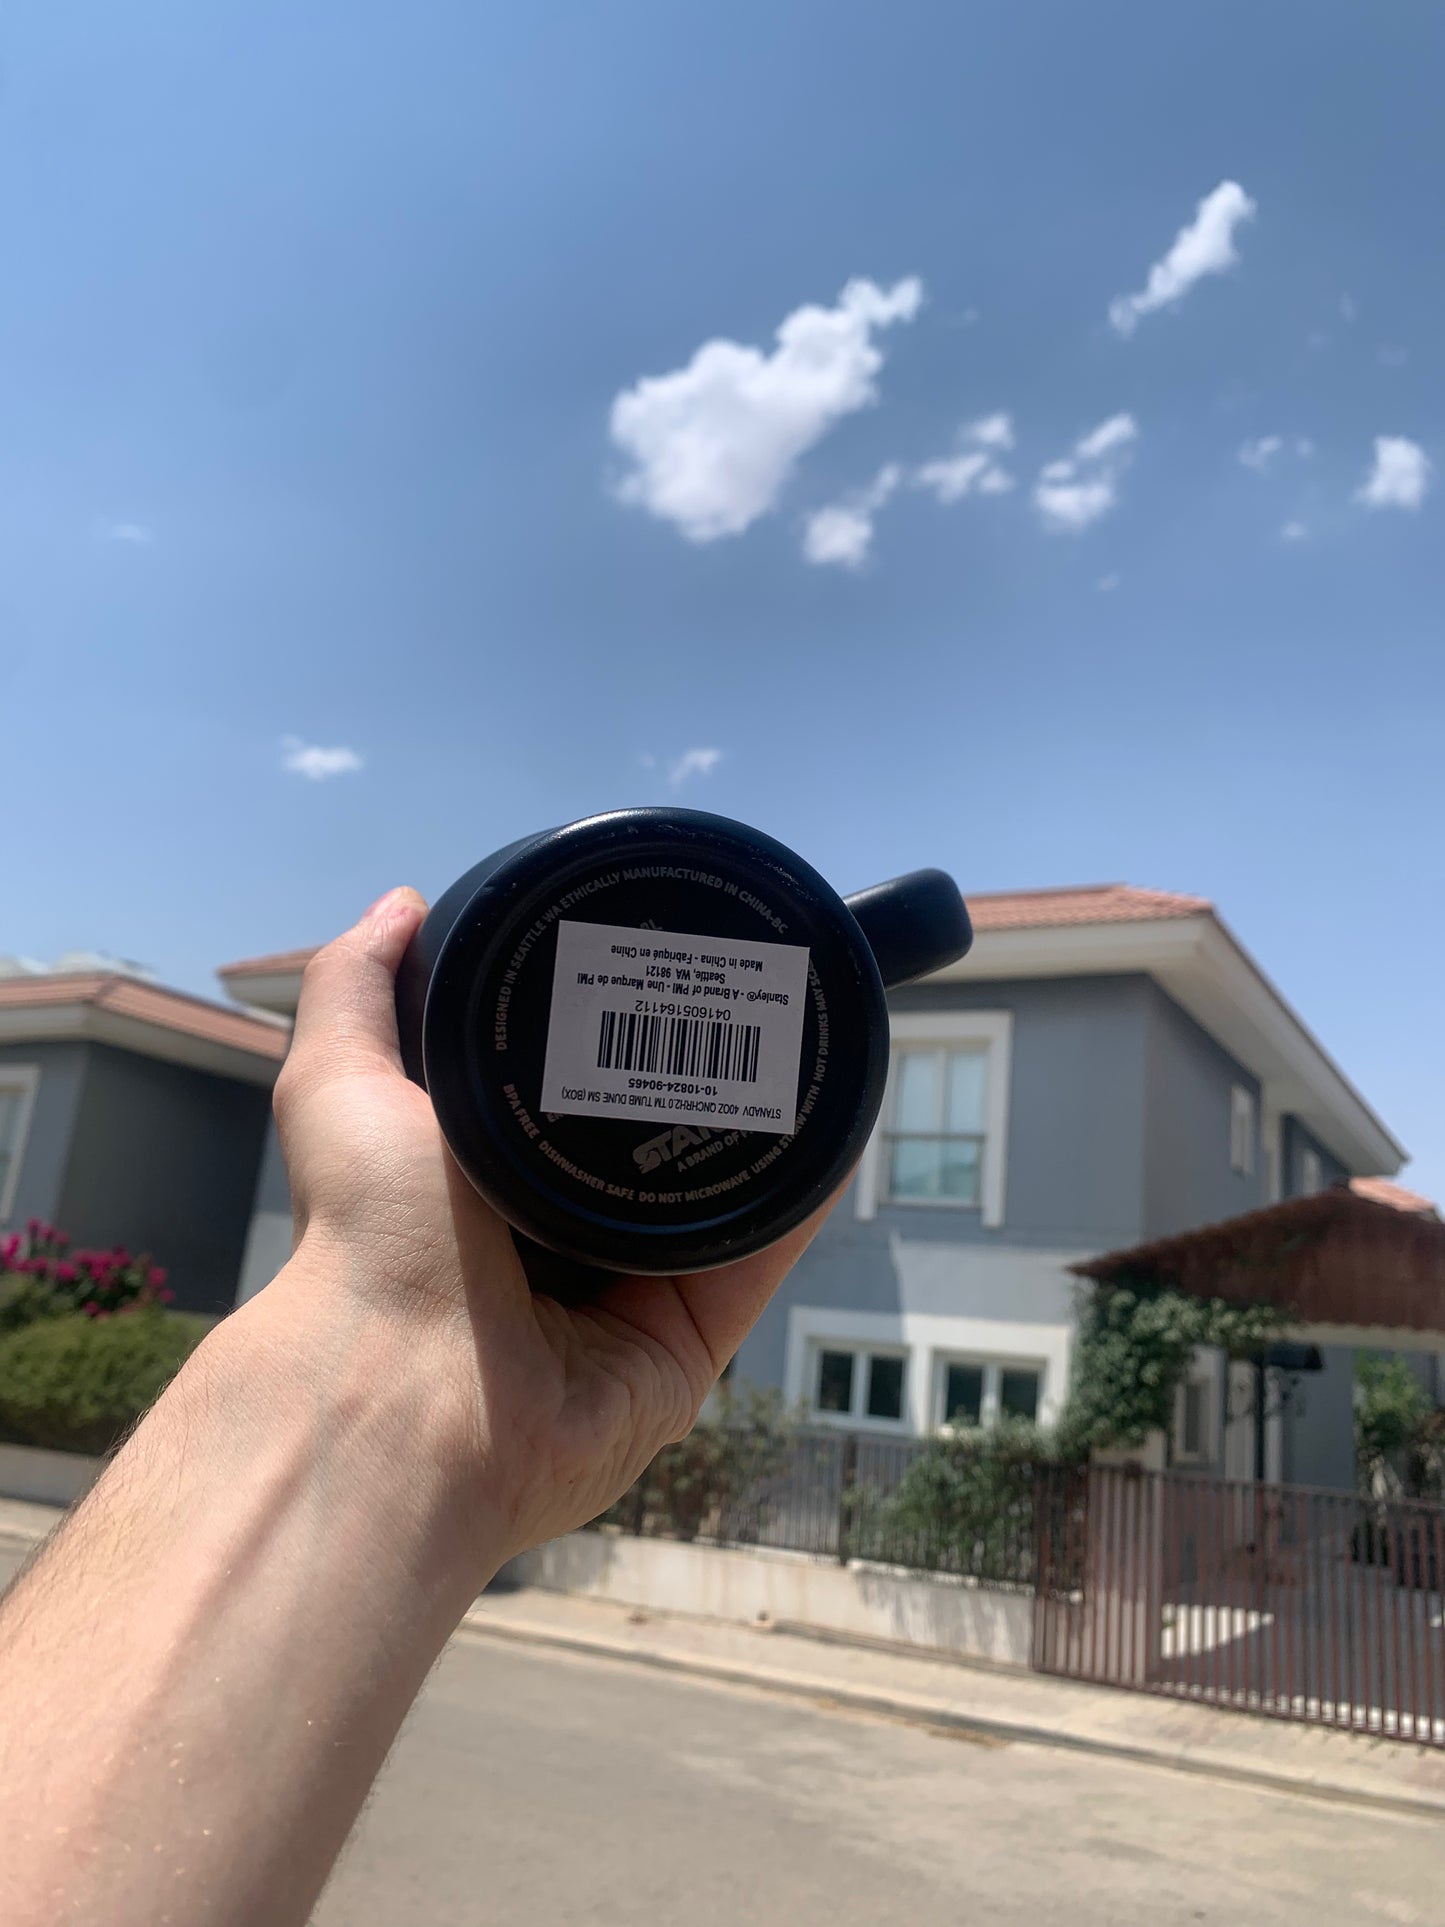 DESIGNED IN SEATTLE WA ETHICALLY MANUFACTURED IN CHINA-BC
BPA FREE DISHWASHER SAFE DO NOT MICROWAVE USING STRAW WITH HOT DRINKS MAY
STAN
A BRAND OF
STANADV 40OZ QNCHRH2.0 TM TUMB DUNE SM (BOX)
10-10824-90465
041605164112
Stanley® - A Brand of PMI - Une Marque de PMI
Seattle, WA 98121
Made in China - Fabriqué en Chine